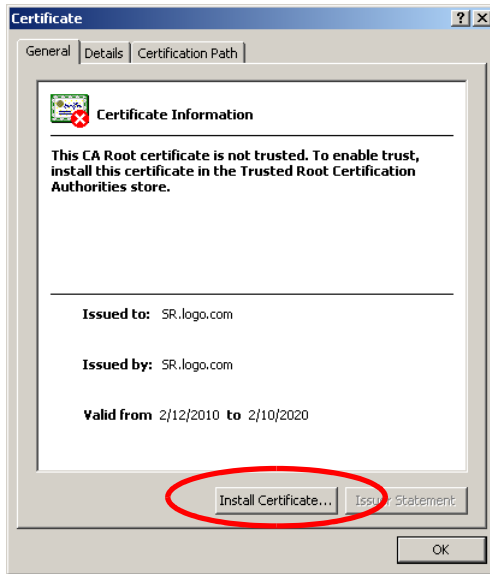 Certificate
General Details Certification Path
Certificate Information
This CA Root certificate is not trusted. To enable trust,
install this certificate in the Trusted Root Certification
Authorities store.
Issued to: SR.logo.com
Issued by: SR.logo.com
Valid from 2/12/2010 to 2/10/2020
Install Certificate... Issuer Statement
OK